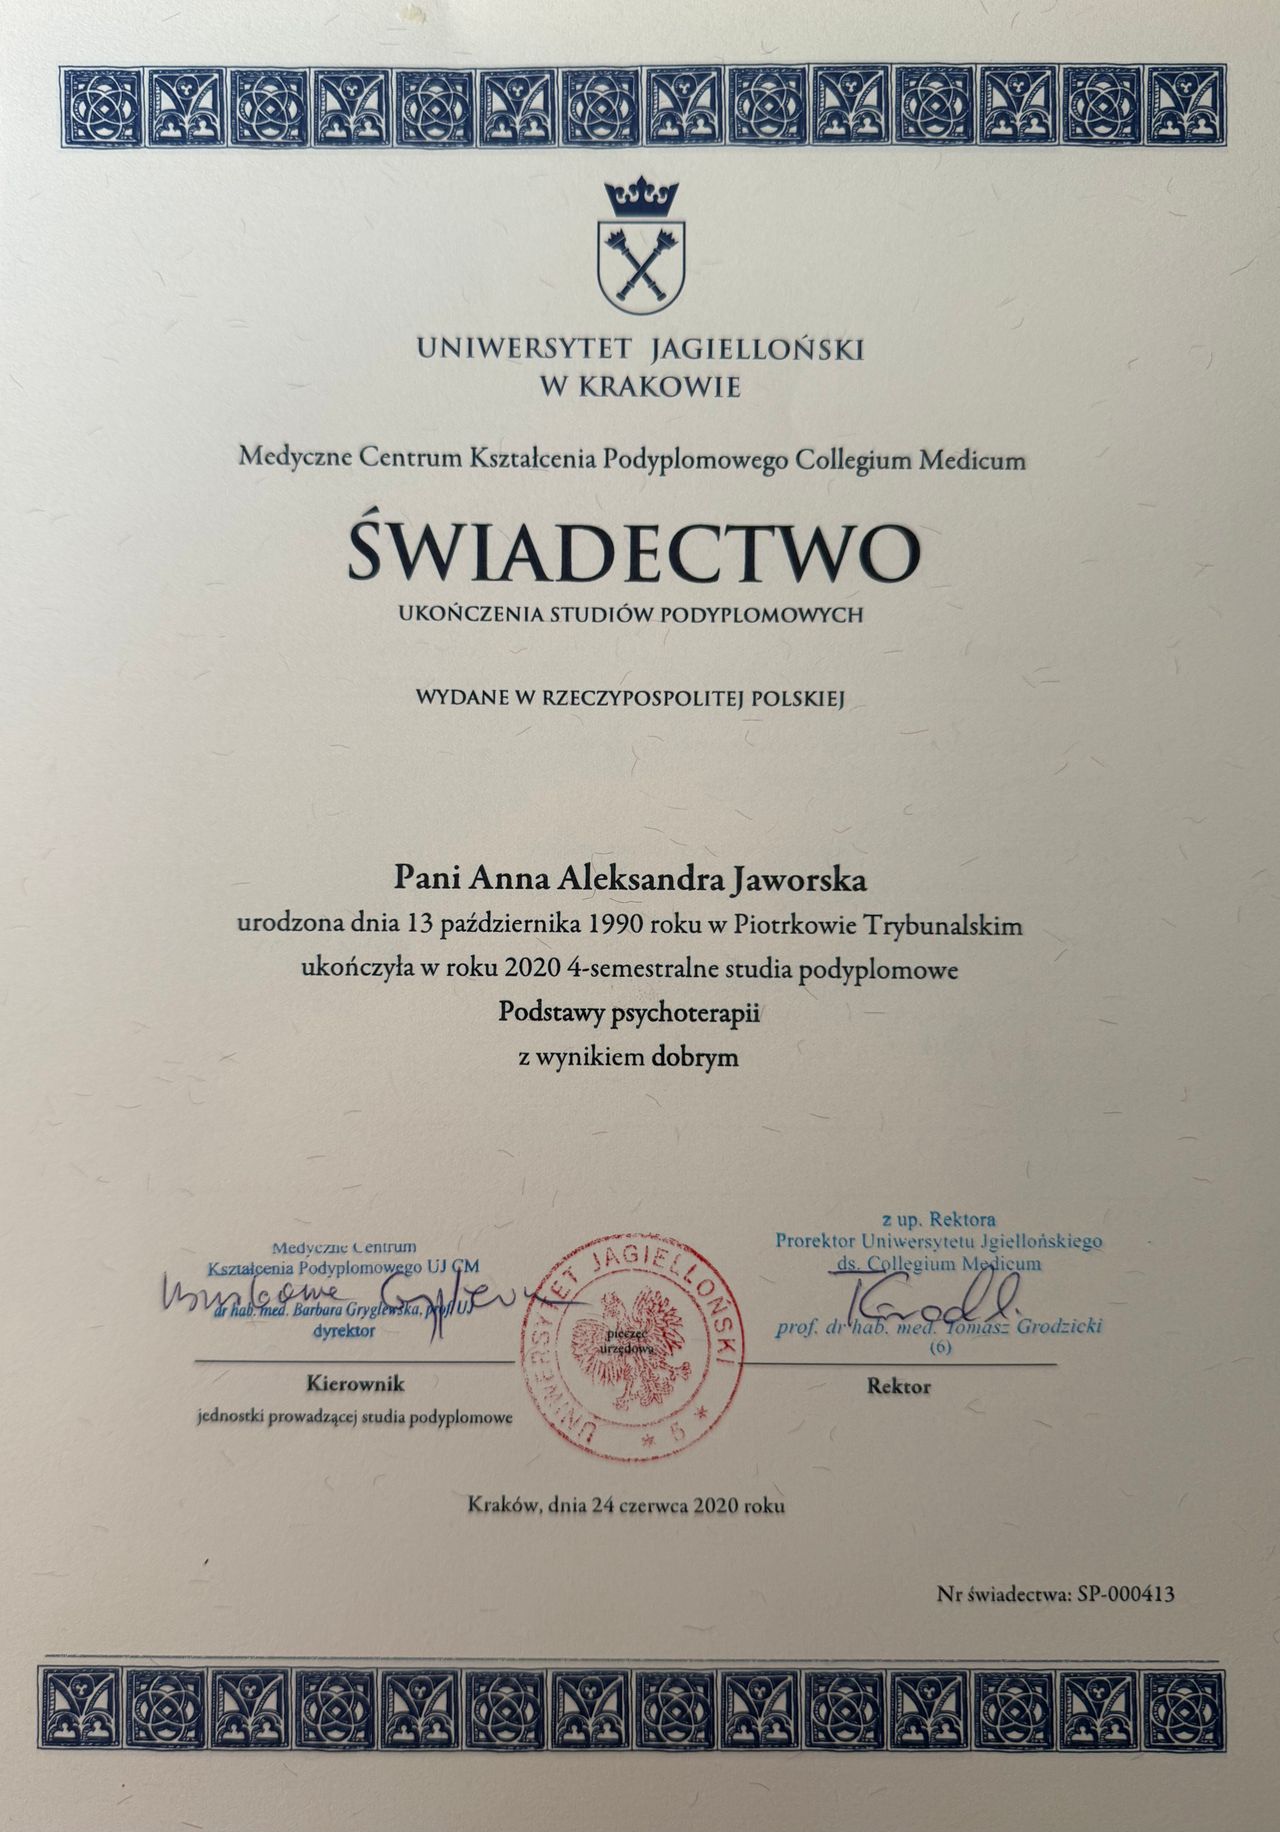 UNIWERSYTET JAGIELLOŃSKI
W KRAKOWIE
Medyczne Centrum Kształcenia Podyplomowego Collegium Medicum
ŚWIADECTWO
UKOŃCZENIA STUDIÓW PODYPLOMOWYCH
WYDANE W RZECZYPOSPOLITEJ POLSKIEJ
Pani Anna Aleksandra Jaworska
urodzona dnia 13 października 1990 roku w Piotrkowie Trybunalskim
ukończyła w roku 2020 4-semestralne studia podyplomowe
Podstawy psychoterapii
z wynikiem dobrym
Medyczne Centrum
Kształcenia Podyplomowego UJ CM
dr hab. med. Barbara Gryglewska, prof. UJ
dyrektor
Kierownik
jednostki prowadzącej studia podyplomowe
UNIWERSYTET JAGIELLOŃSKI
* 5 *
pieczęć
urzędowa
z up. Rektora
Prorektor Uniwersytetu Jgiellońskiego
ds. Collegium Medicum
prof. dr hab. med. Tomasz Grodzicki
(6)
Rektor
Kraków, dnia 24 czerwca 2020 roku
Nr świadectwa: SP-000413